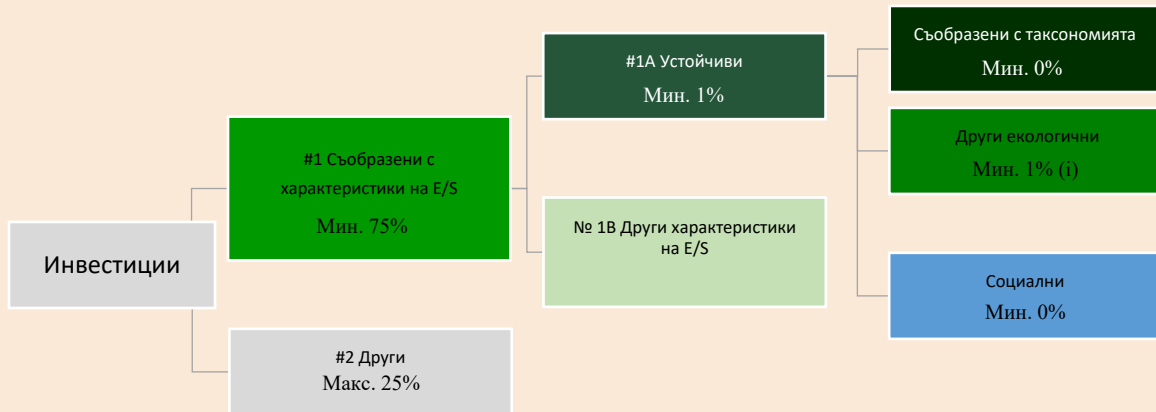 Инвестиции
#1 Съобразени с
характеристики на E/S
Мин. 75%
#2 Други
Макс. 25%
#1A Устойчиви
Мин. 1%
№ 1B Други характеристики
на E/S
Съобразени с таксономията
Мин. 0%
Други екологични
Мин. 1% (i)
Социални
Мин. 0%